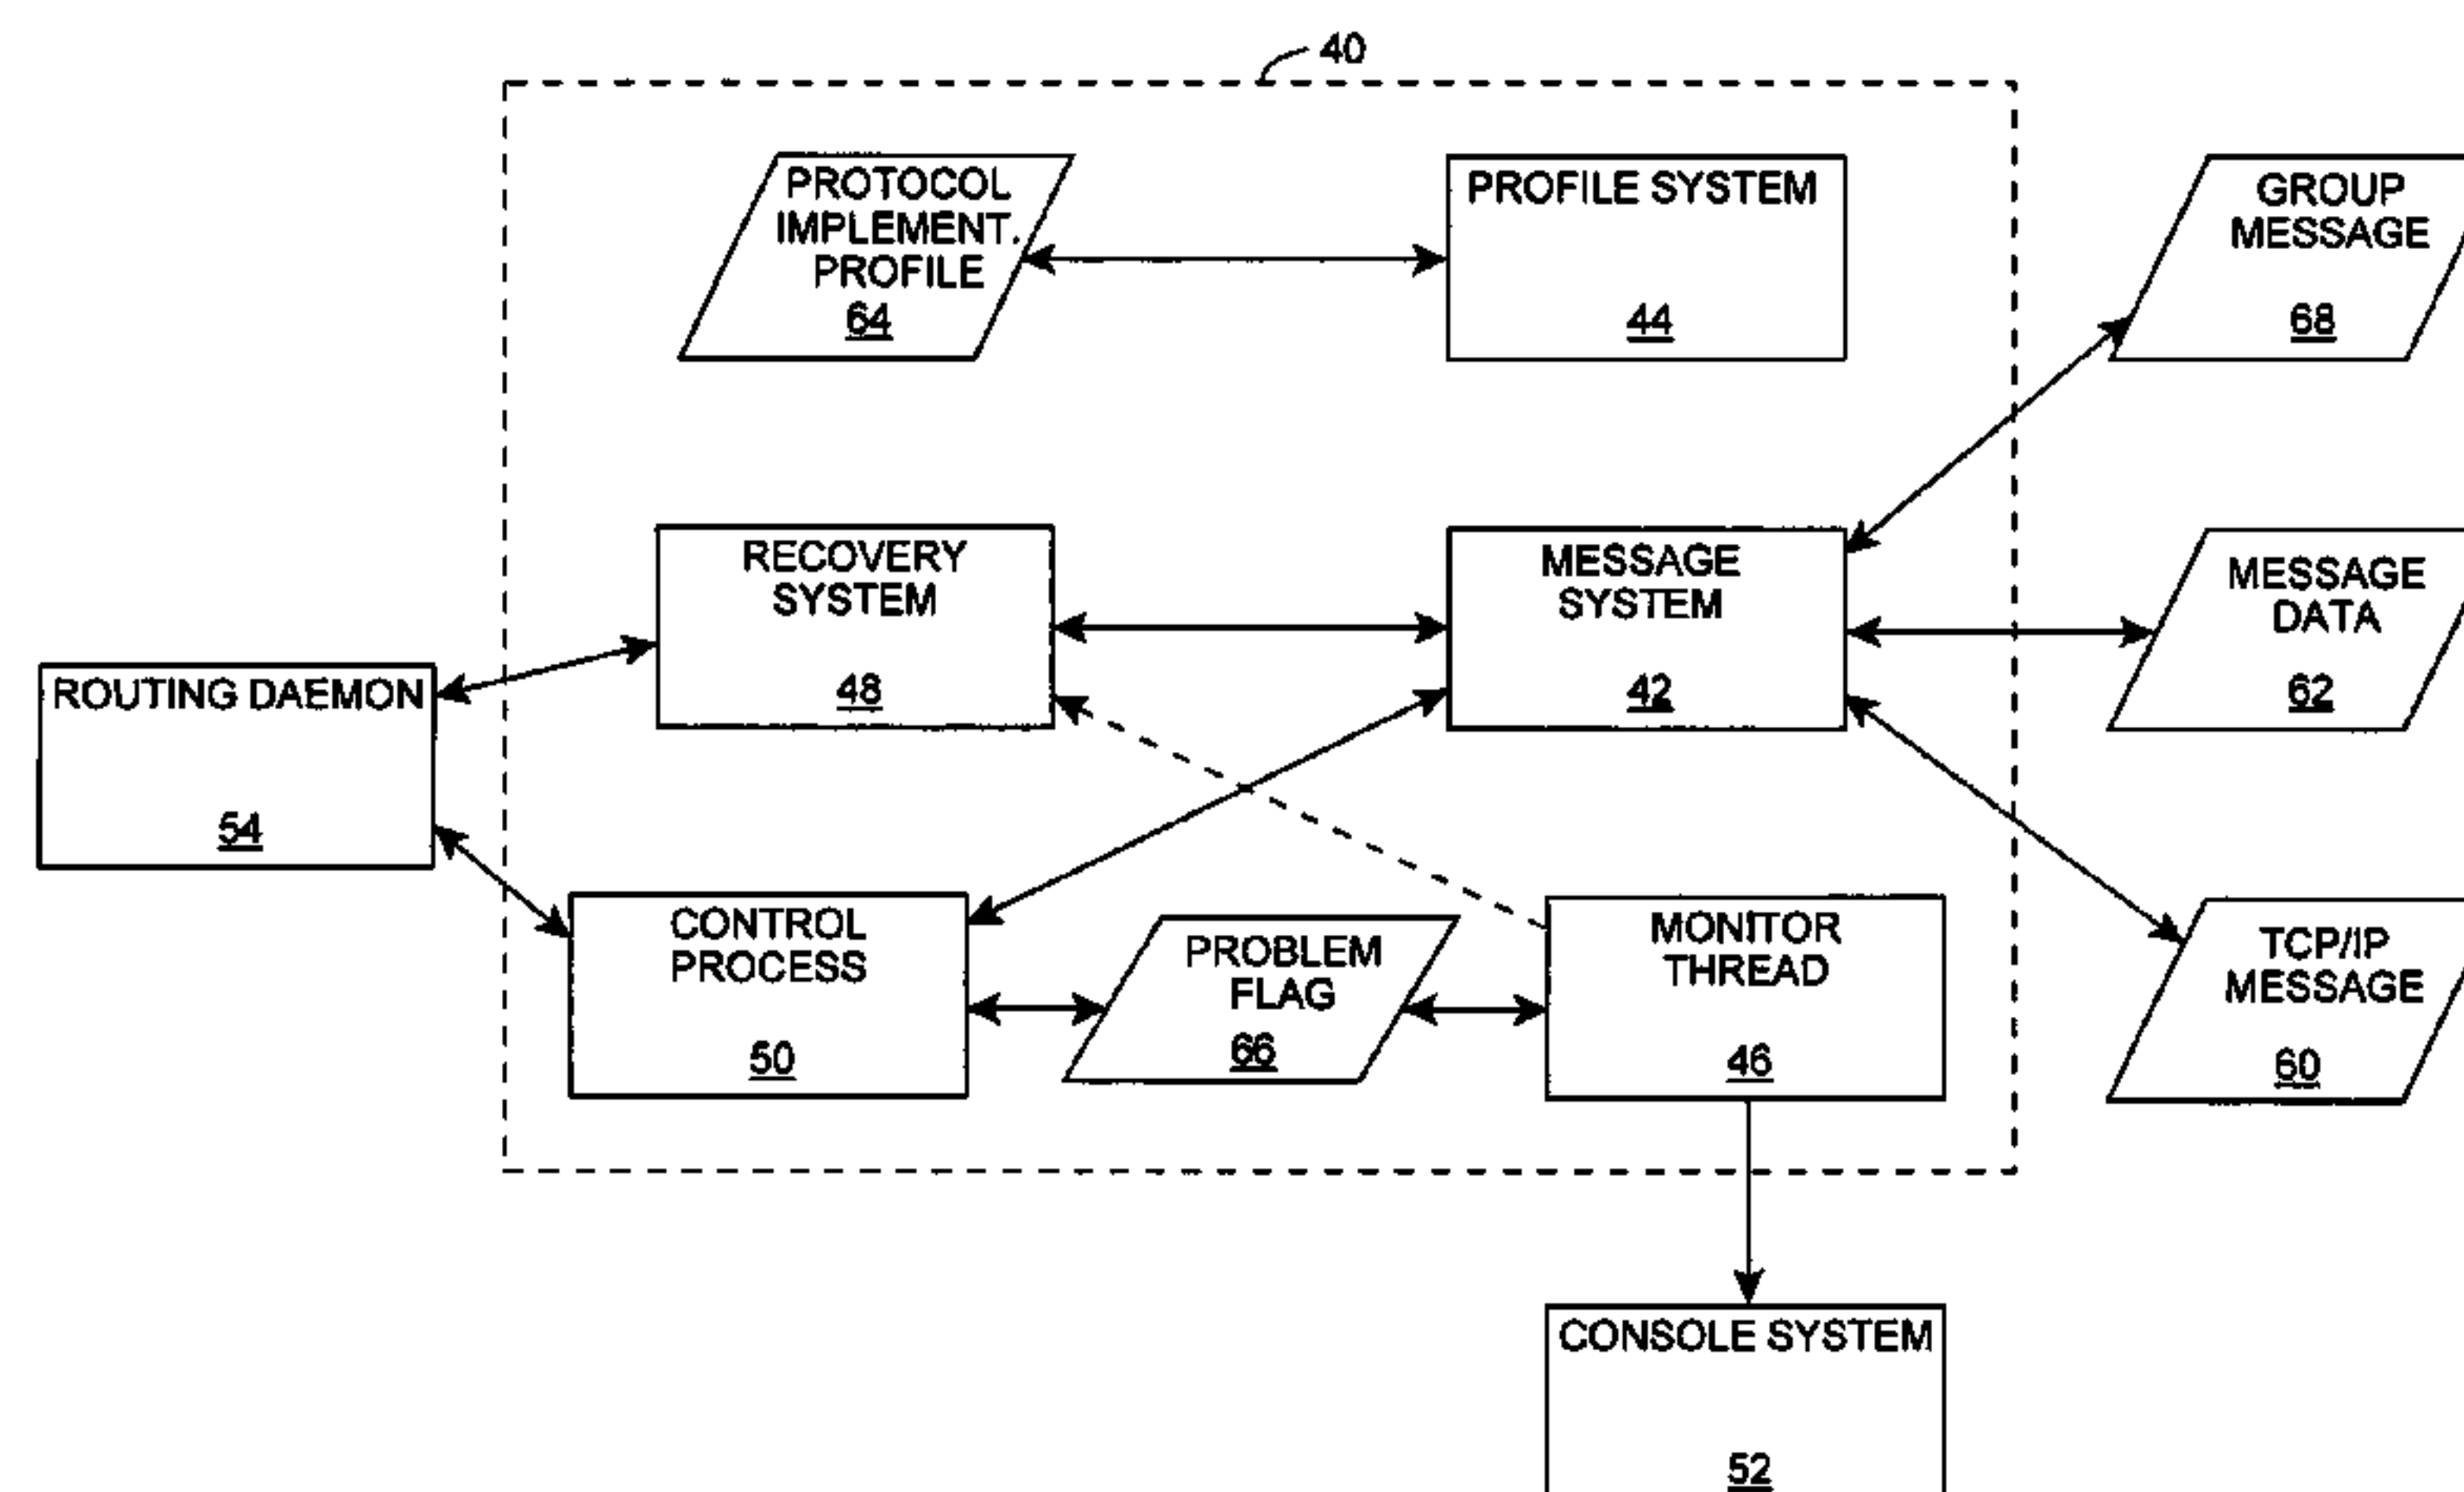 40
PROTOCOL
IMPLEMENT.
PROFILE
64
PROFILE SYSTEM
44
GROUP
MESSAGE
68
RECOVERY
SYSTEM
48
MESSAGE
SYSTEM
42
MESSAGE
DATA
62
ROUTING DAEMON
54
CONTROL
PROCESS
50
PROBLEM
FLAG
66
MONITOR
THREAD
46
TCP/IP
MESSAGE
60
CONSOLE SYSTEM
52